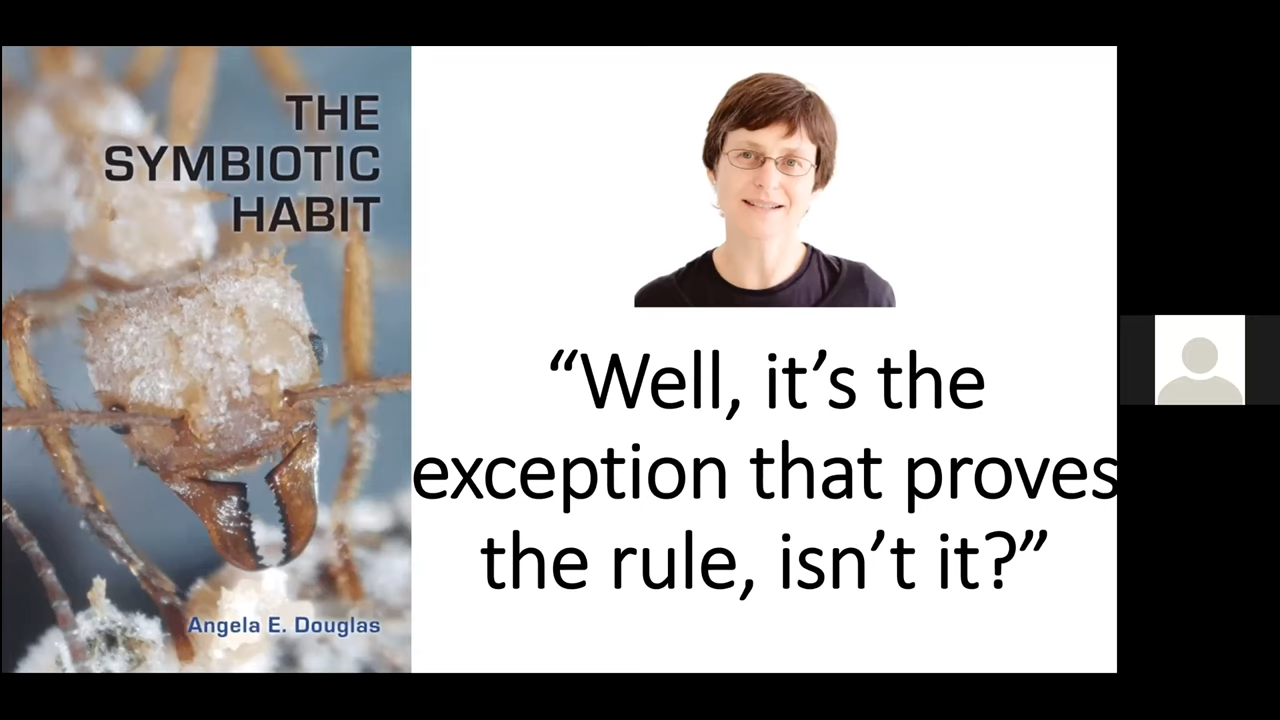 THE
SYMBIOTIC
HABIT
Angela E. Douglas
“Well, it’s the
exception that proves
the rule, isn’t it?”